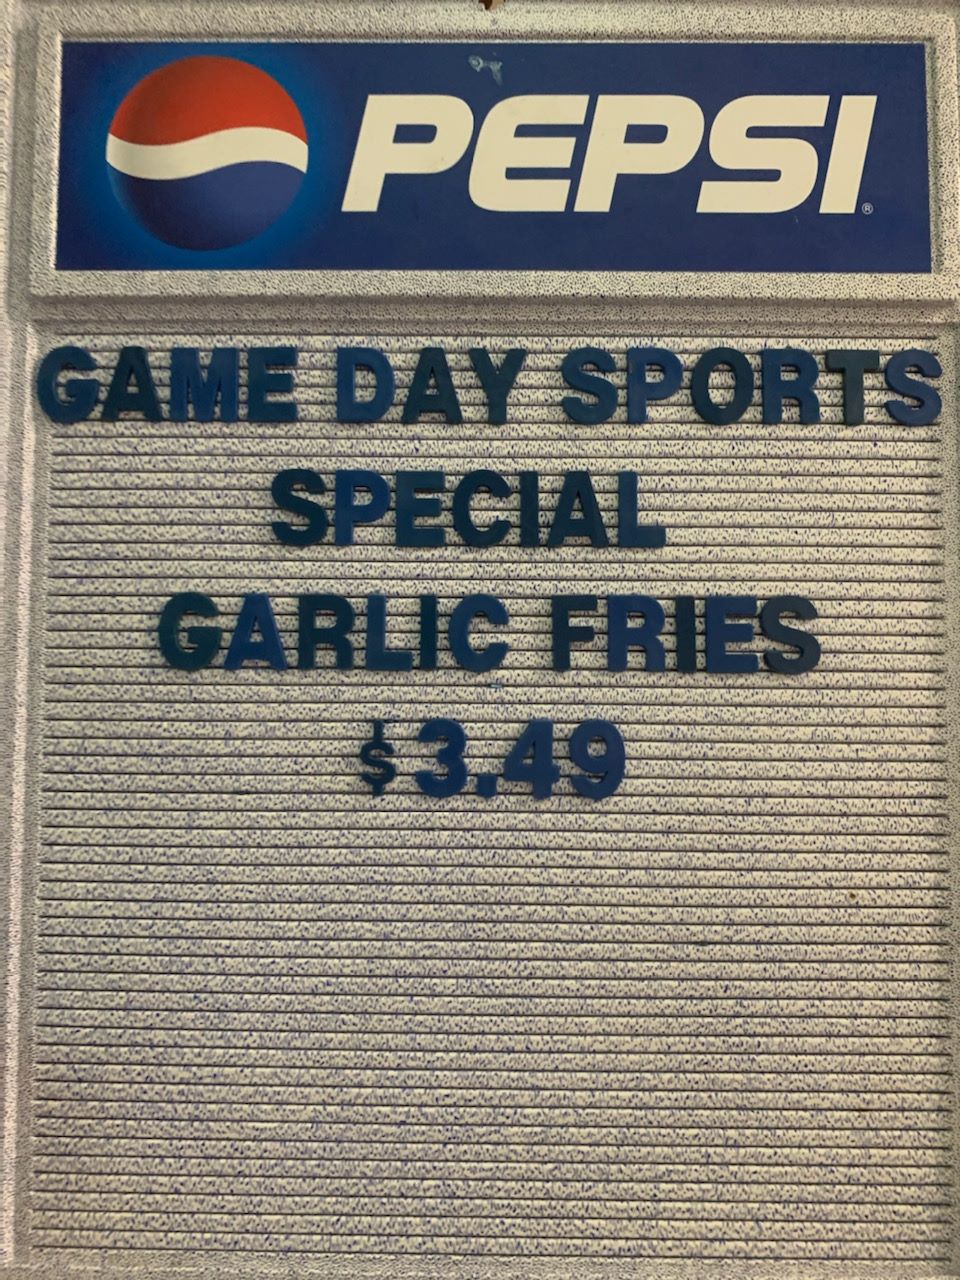 PEPSI®
GAME DAY SPORTS
SPECIAL
GARLIC FRIES
$3.49